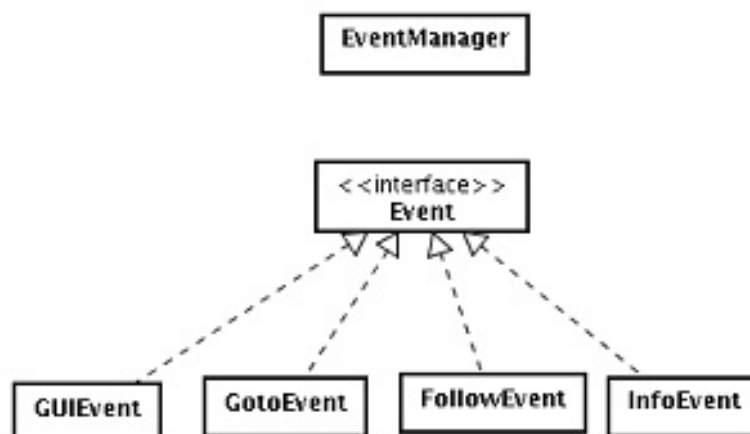 EventManager
<<interface>>
Event
GUIEvent
GotoEvent
FollowEvent
InfoEvent